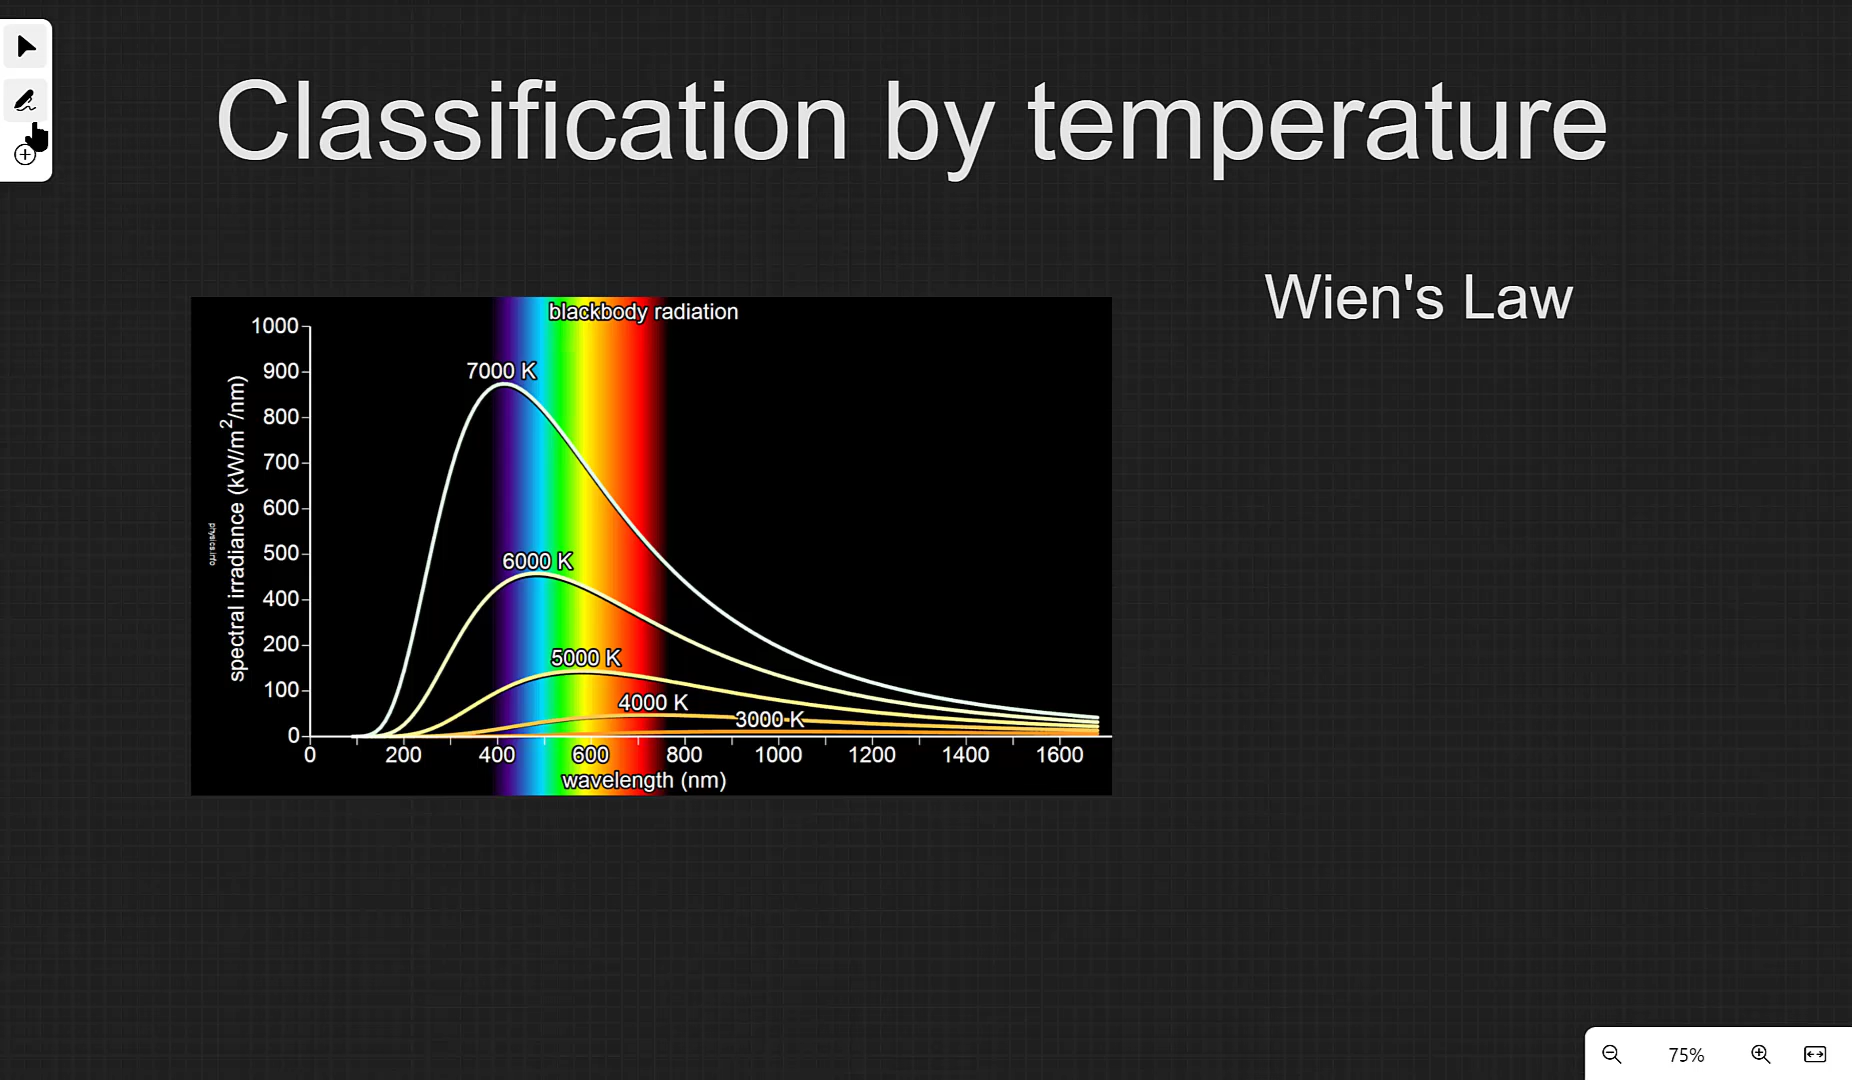 Classification by temperature
Wien's Law
blackbody radiation
1000
900
800
700
600
500
400
200
100
0
spectral irradiance (kW/m2/nm)
physics.info
7000 K
6000 K
5000 K
4000 K
3000 K
0 200 400 600 800 1000 1200 1400 1600
wavelength (nm)
75%